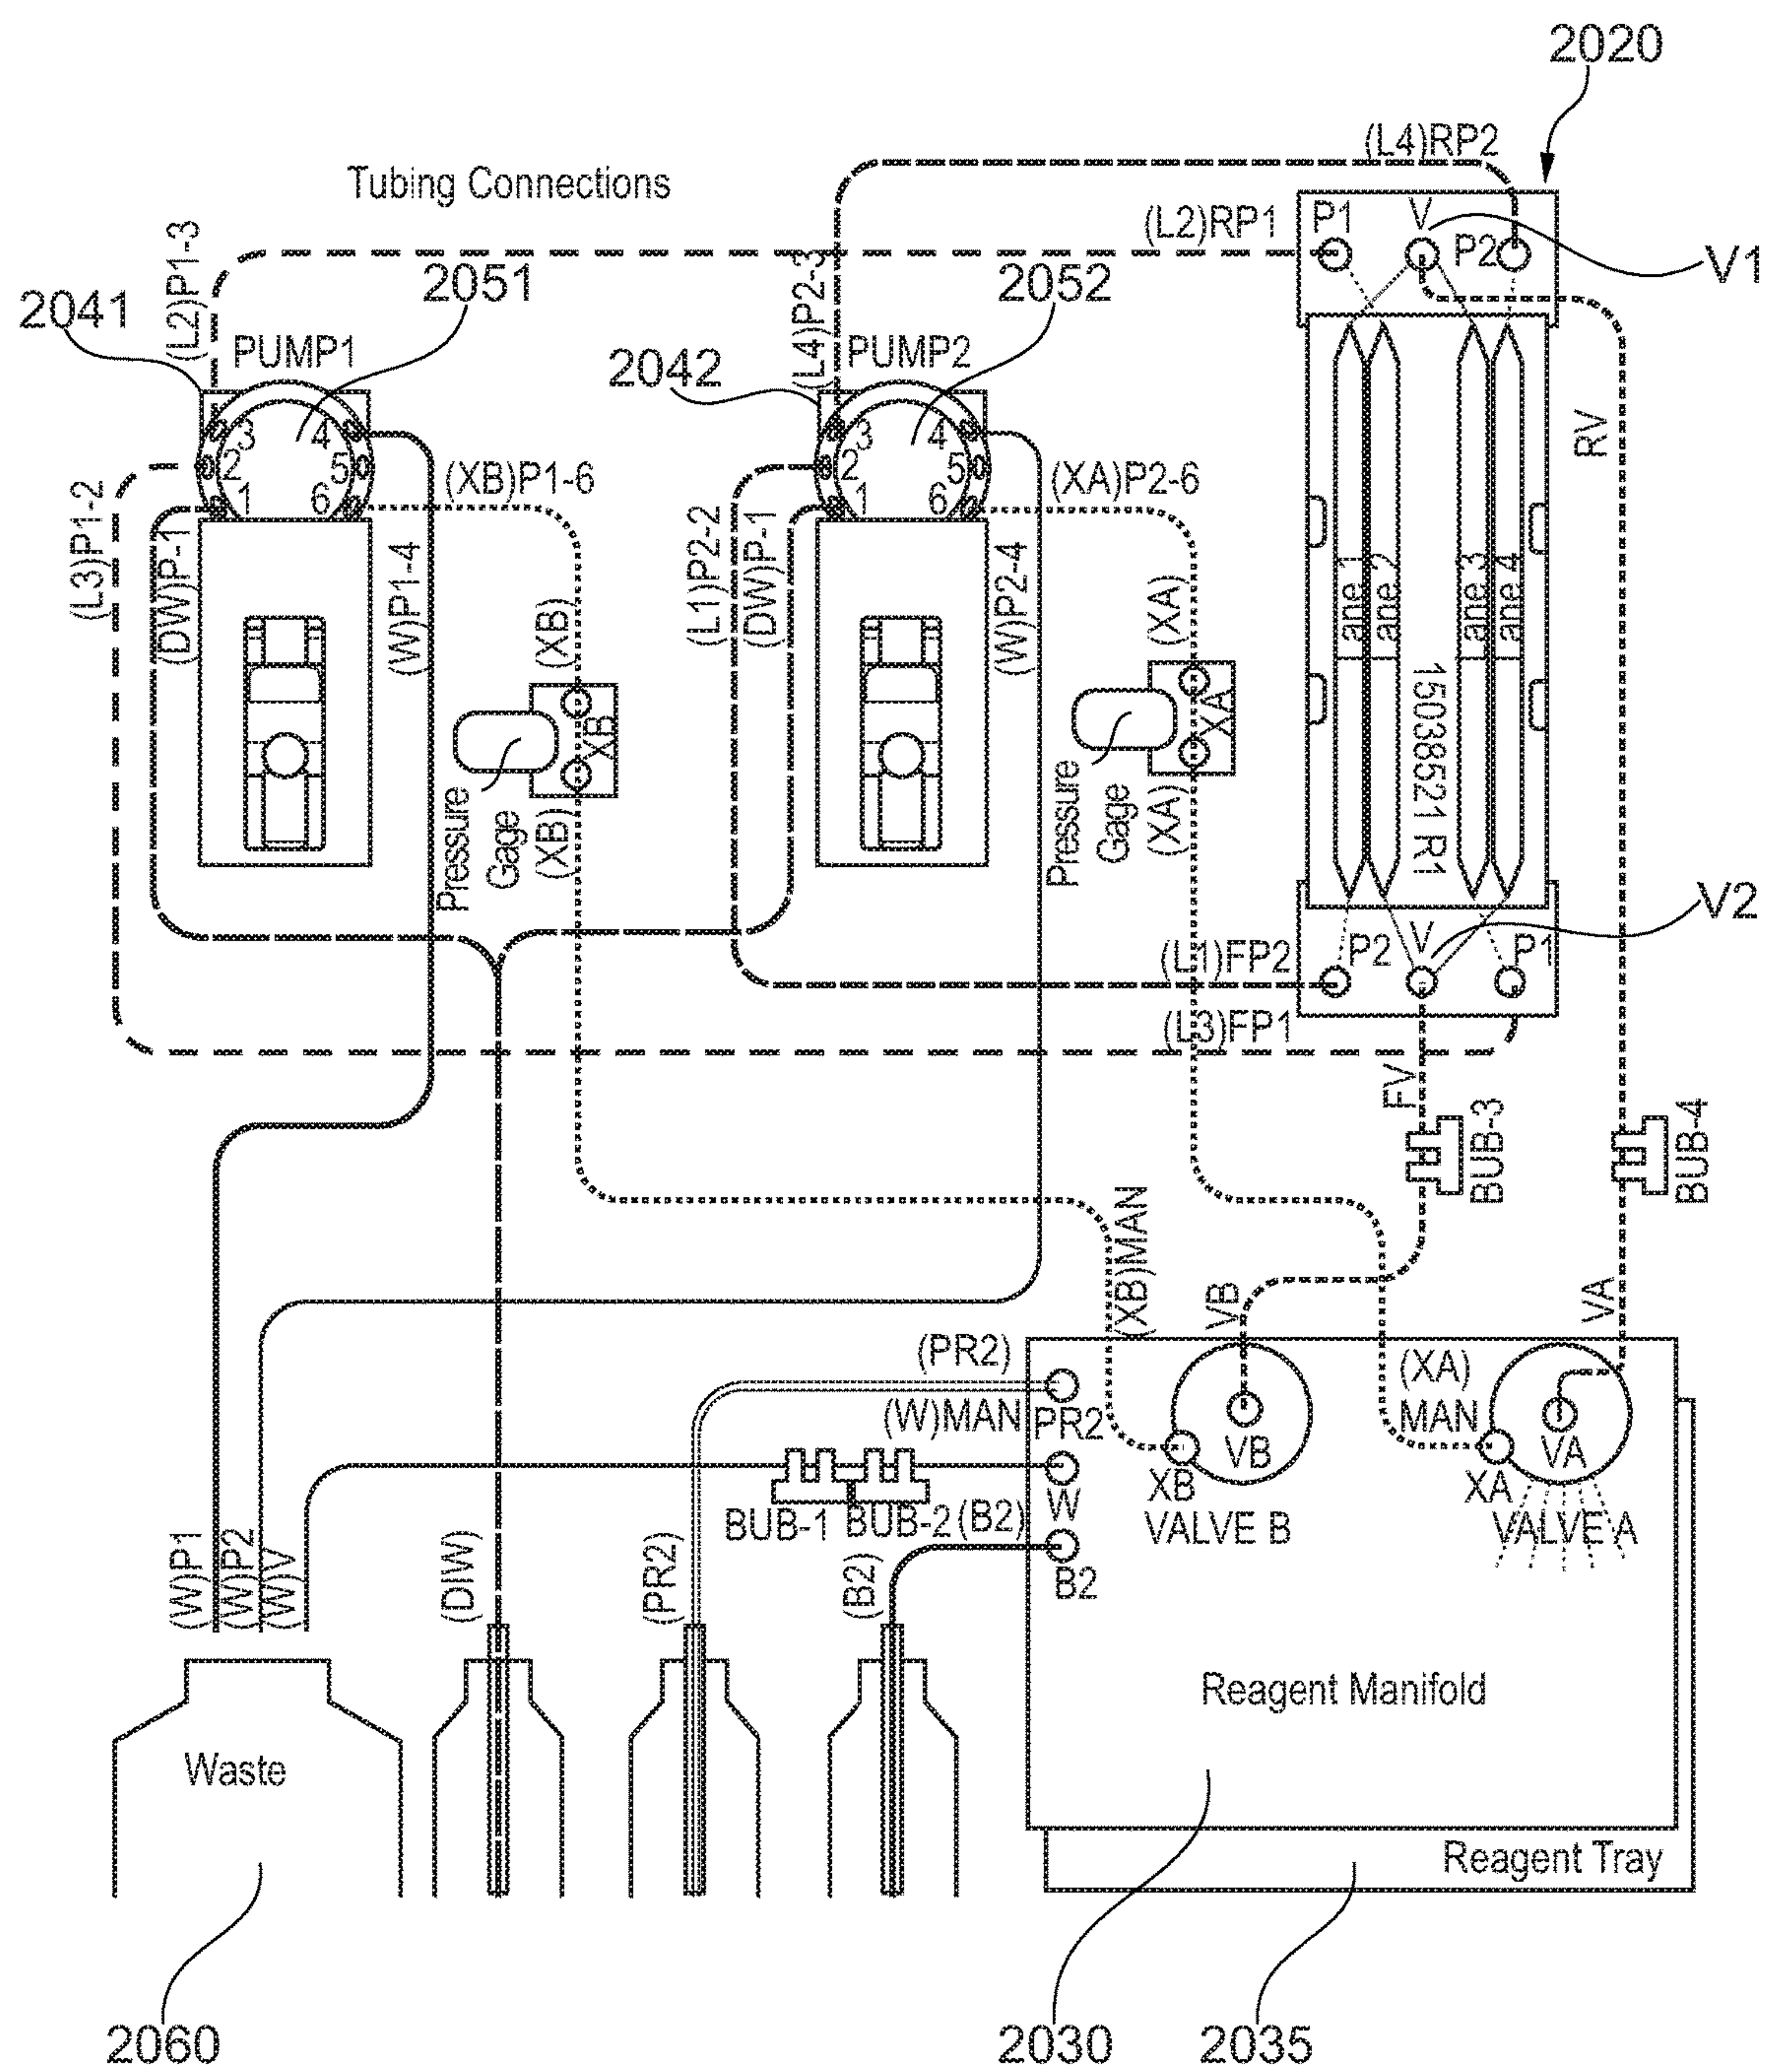 2020
(L4)RP2
Tubing Connections
(L2)RP1
P1
V
P2
V1
(L2)P1-3
2051
(L4)P2-3
2052
2041
PUMP1
2042
PUMP2
RV
3
4
2
5
1
6
3
4
2
5
1
6
(XB)P1-6
(XA)P2-6
(L3)P1-2
(DW)P-1
(W)P1-4
(XB)
(L1)P2-2
(DW)P-1
(W)P2-4
(XA)
ane 1
ane 2
ane 3
ane 4
15038521 R1
XB
XA
Pressure
Gage
(XB)
Pressure
Gage
(XA)
V2
(L1)FP2
P2
V
P1
(L3)FP1
FV
BUB-3
BUB-4
(XB)MAN
VB
VA
(PR2)
(W)MAN
PR2
(XA)
MAN
XB
VB
XA
VA
W
VALVE B
VALVE A
BUB-1
BUB-2
(B2)
B2
(W)P1
(W)P2
(W)V
(DIW)
(PR2)
(B2)
Reagent Manifold
Waste
Reagent Tray
2060
2030
2035